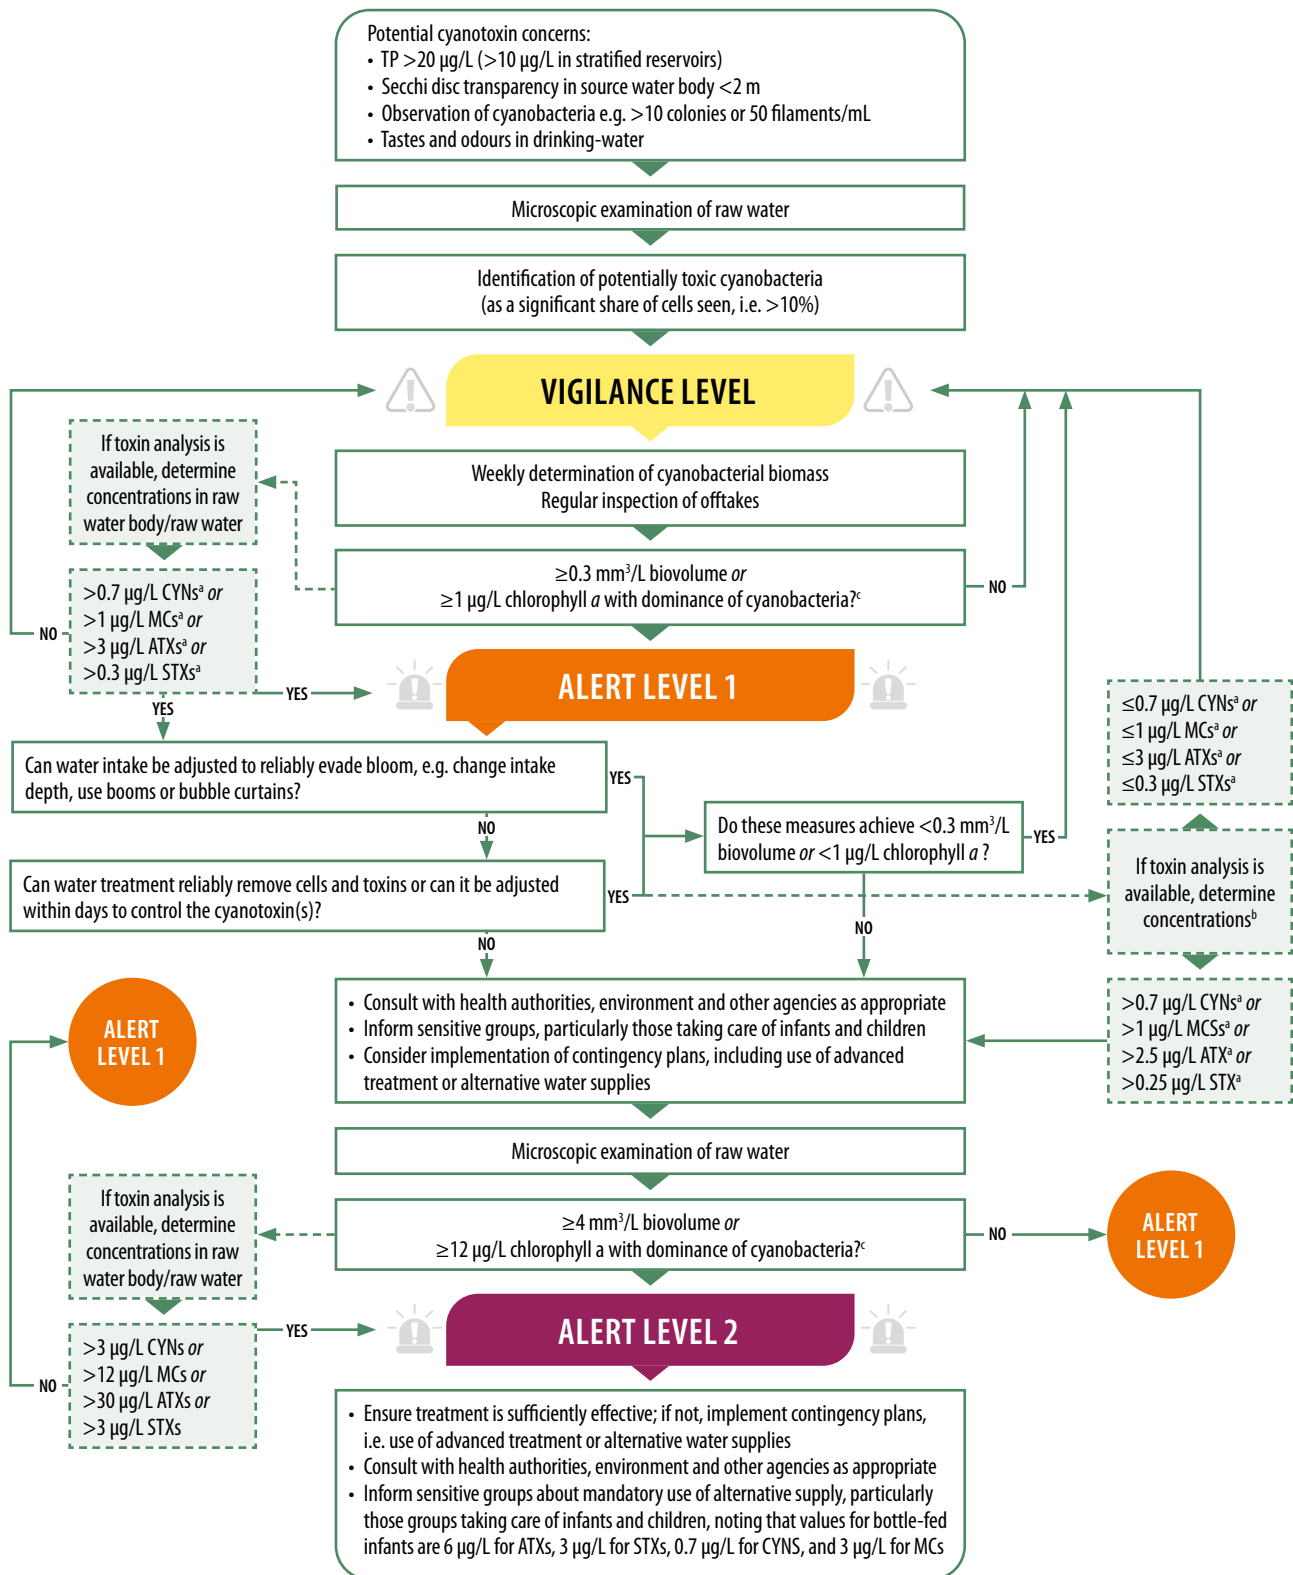 Potential cyanotoxin concerns:
• TP >20 µg/L (>10 µg/L in stratified reservoirs)
• Secchi disc transparency in source water body <2 m
• Observation of cyanobacteria e.g. >10 colonies or 50 filaments/mL
• Tastes and odours in drinking-water
Microscopic examination of raw water
Identification of potentially toxic cyanobacteria
(as a significant share of cells seen, i.e. >10%)
VIGILANCE LEVEL
Weekly determination of cyanobacterial biomass
Regular inspection of offtakes
If toxin analysis is
available, determine
concentrations in raw
water body/raw water
≥0.3 mm³/L biovolume or
≥1 µg/L chlorophyll a with dominance of cyanobacteria?ᶜ
NO
>0.7 µg/L CYNsᵃ or
>1 µg/L MCsᵃ or
>3 µg/L ATXsᵃ or
>0.3 µg/L STXsᵃ
NO
YES
YES
ALERT LEVEL 1
≤0.7 µg/L CYNsᵃ or
≤1 µg/L MCsᵃ or
≤3 µg/L ATXsᵃ or
≤0.3 µg/L STXsᵃ
Can water intake be adjusted to reliably evade bloom, e.g. change intake
depth, use booms or bubble curtains?
YES
NO
Do these measures achieve <0.3 mm³/L
biovolume or <1 µg/L chlorophyll a ?
YES
NO
If toxin analysis is
available, determine
concentrationsᵇ
Can water treatment reliably remove cells and toxins or can it be adjusted
within days to control the cyanotoxin(s)?
YES
NO
• Consult with health authorities, environment and other agencies as appropriate
• Inform sensitive groups, particularly those taking care of infants and children
• Consider implementation of contingency plans, including use of advanced
treatment or alternative water supplies
>0.7 µg/L CYNsᵃ or
>1 µg/L MCSsᵃ or
>2.5 µg/L ATXᵃ or
>0.25 µg/L STXᵃ
ALERT
LEVEL 1
Microscopic examination of raw water
If toxin analysis is
available, determine
concentrations in raw
water body/raw water
≥4 mm³/L biovolume or
≥12 µg/L chlorophyll a with dominance of cyanobacteria?ᶜ
NO
ALERT
LEVEL 1
>3 µg/L CYNs or
>12 µg/L MCs or
>30 µg/L ATXs or
>3 µg/L STXs
NO
YES
ALERT LEVEL 2
• Ensure treatment is sufficiently effective; if not, implement contingency plans,
i.e. use of advanced treatment or alternative water supplies
• Consult with health authorities, environment and other agencies as appropriate
• Inform sensitive groups about mandatory use of alternative supply, particularly
those groups taking care of infants and children, noting that values for bottle-fed
infants are 6 µg/L for ATXs, 3 µg/L for STXs, 0.7 µg/L for CYNS, and 3 µg/L for MCs